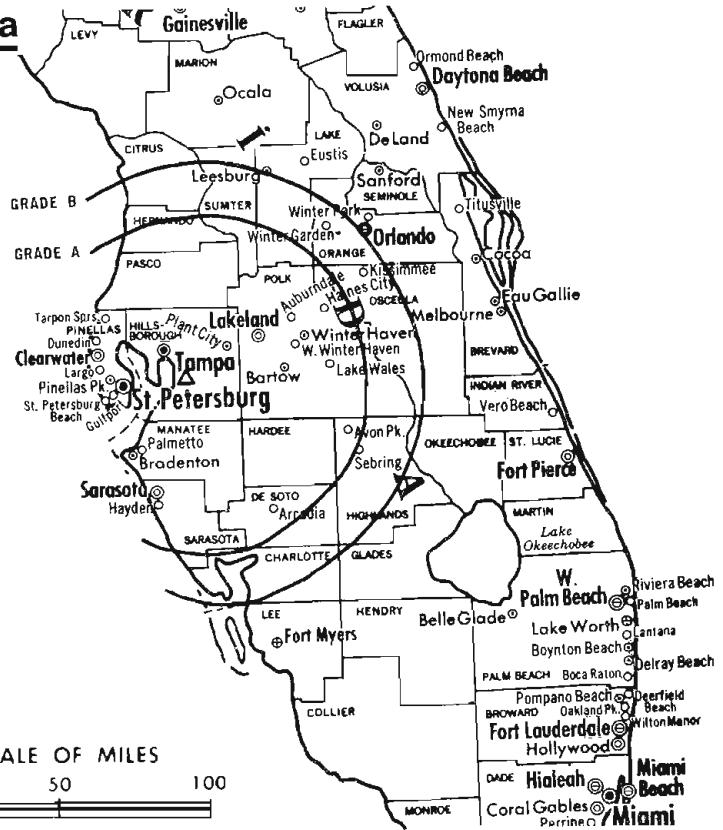 a
Gainesville
LEVY
FLAGLER
MARION
Ormond Beach
Daytona Beach
VOLUSIA
Ocala
New Smyrna
Beach
DeLand
LAKE
CITRUS
Eustis
Leesburg
Sanford
SEMINOLE
GRADE B
SUMTER
Winter Park
Titusville
HERNANDO
Winter Garden
Orlando
GRADE A
ORANGE
Cocoa
PASCO
POLK
Kissimmee
Auburndale
Haines City
OSCEOLA
Eau Gallie
Melbourne
Tarpon Sprs.
PINELLAS
HILLS-
BOROUGH
Plant City
Lakeland
Winter Haven
W. Winter Haven
Dunedin
Clearwater
Tampa
BREVARD
Largo
Bartow
Lake Wales
Pinellas Pk.
St. Petersburg
INDIAN RIVER
St. Petersburg
Beach
Gulfport
Vero Beach
MANATEE
HARDEE
Avon Pk.
OKEECHOBEE
ST. LUCIE
Palmetto
Bradenton
Sebring
Fort Pierce
Sarasota
DE SOTO
Hayden
Arcadia
HIGHLANDS
MARTIN
SARASOTA
Lake
Okeechobee
CHARLOTTE
GLADES
W.
Palm Beach
Riviera Beach
Palm Beach
LEE
HENDRY
Belle Glade
Lake Worth
Lantana
Fort Myers
Boynton Beach
Delray Beach
PALM BEACH
Boca Raton
Pompano Beach
Deerfield
Beach
COLLIER
BROWARD
Oakland Pk.
Wilton Manor
Fort Lauderdale
Hollywood
ALE OF MILES
50
100
DADE
Hialeah
Miami
Beach
MONROE
Coral Gables
Miami
Perrine